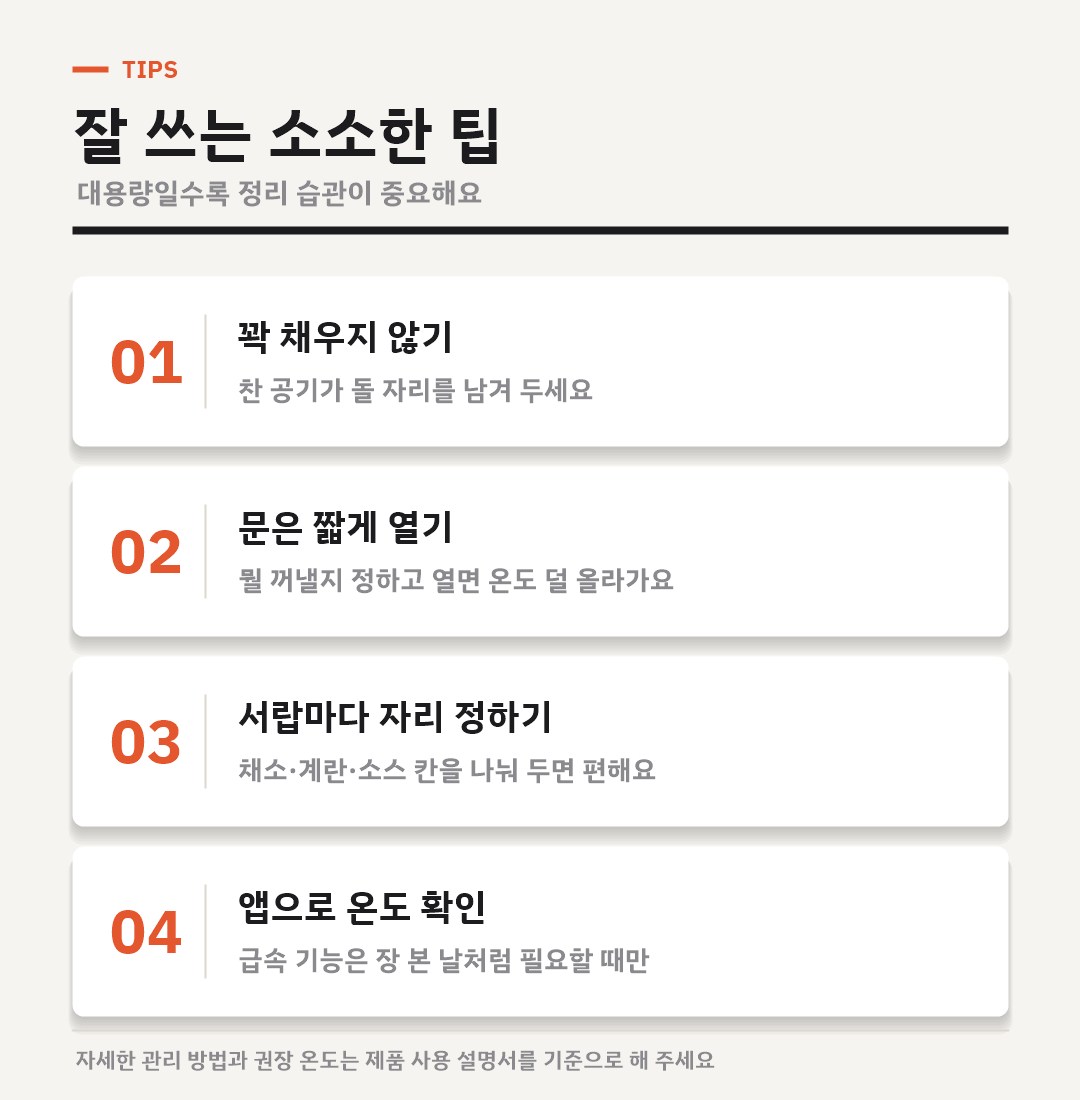 TIPS
잘 쓰는 소소한 팁
대용량일수록 정리 습관이 중요해요
01
꽉 채우지 않기
찬 공기가 돌 자리를 남겨 두세요
02
문은 짧게 열기
뭘 꺼낼지 정하고 열면 온도 덜 올라가요
03
서랍마다 자리 정하기
채소·계란·소스 칸을 나눠 두면 편해요
04
앱으로 온도 확인
급속 기능은 장 본 날처럼 필요할 때만
자세한 관리 방법과 권장 온도는 제품 사용 설명서를 기준으로 해 주세요